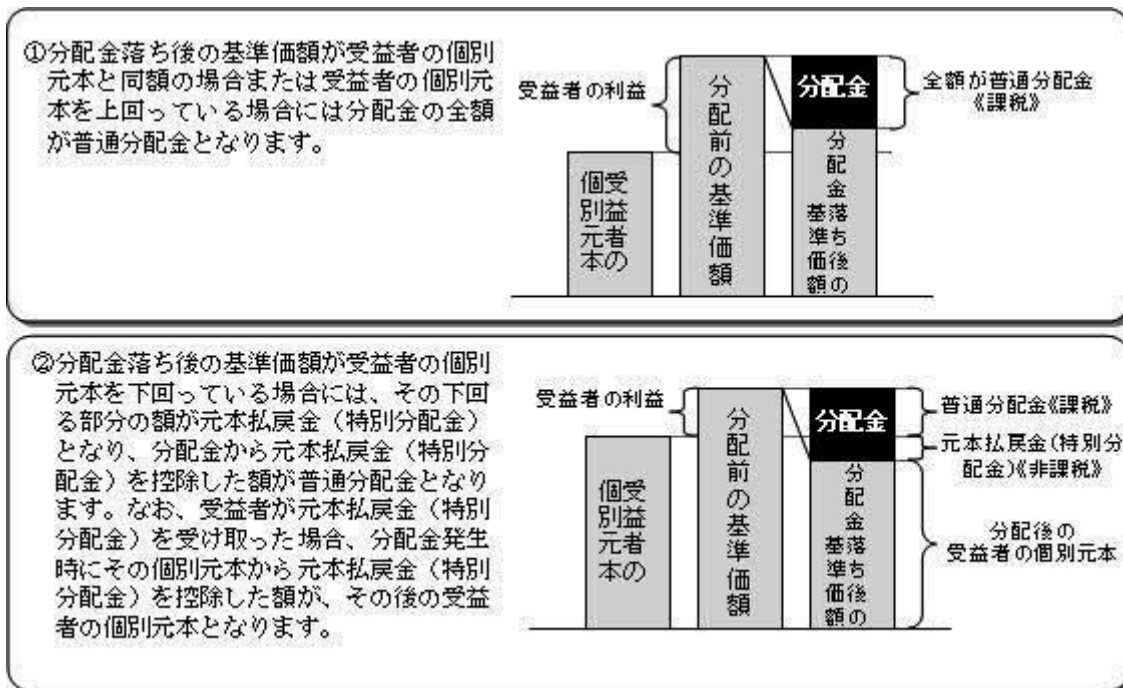 ①分配金落ち後の基準価額が受益者の個別
元本と同額の場合または受益者の個別元
本を上回っている場合には分配金の全額
が普通分配金となります。
受益者の利益
受益者の
個別元本
分配前の基準価額
分配金
分配金落ち後の
基準価額
全額が普通分配金
《課税》
②分配金落ち後の基準価額が受益者の個別
元本を下回っている場合には、その下回
る部分の額が元本払戻金（特別分配金）
となり、分配金から元本払戻金（特別分
配金）を控除した額が普通分配金となり
ます。なお、受益者が元本払戻金（特別
分配金）を受け取った場合、分配金発生
時にその個別元本から元本払戻金（特別
分配金）を控除した額が、その後の受益
者の個別元本となります。
受益者の利益
受益者の
個別元本
分配前の基準価額
分配金
分配金落ち後の
基準価額
普通分配金《課税》
元本払戻金(特別分
配金)《非課税》
分配後の
受益者の個別元本